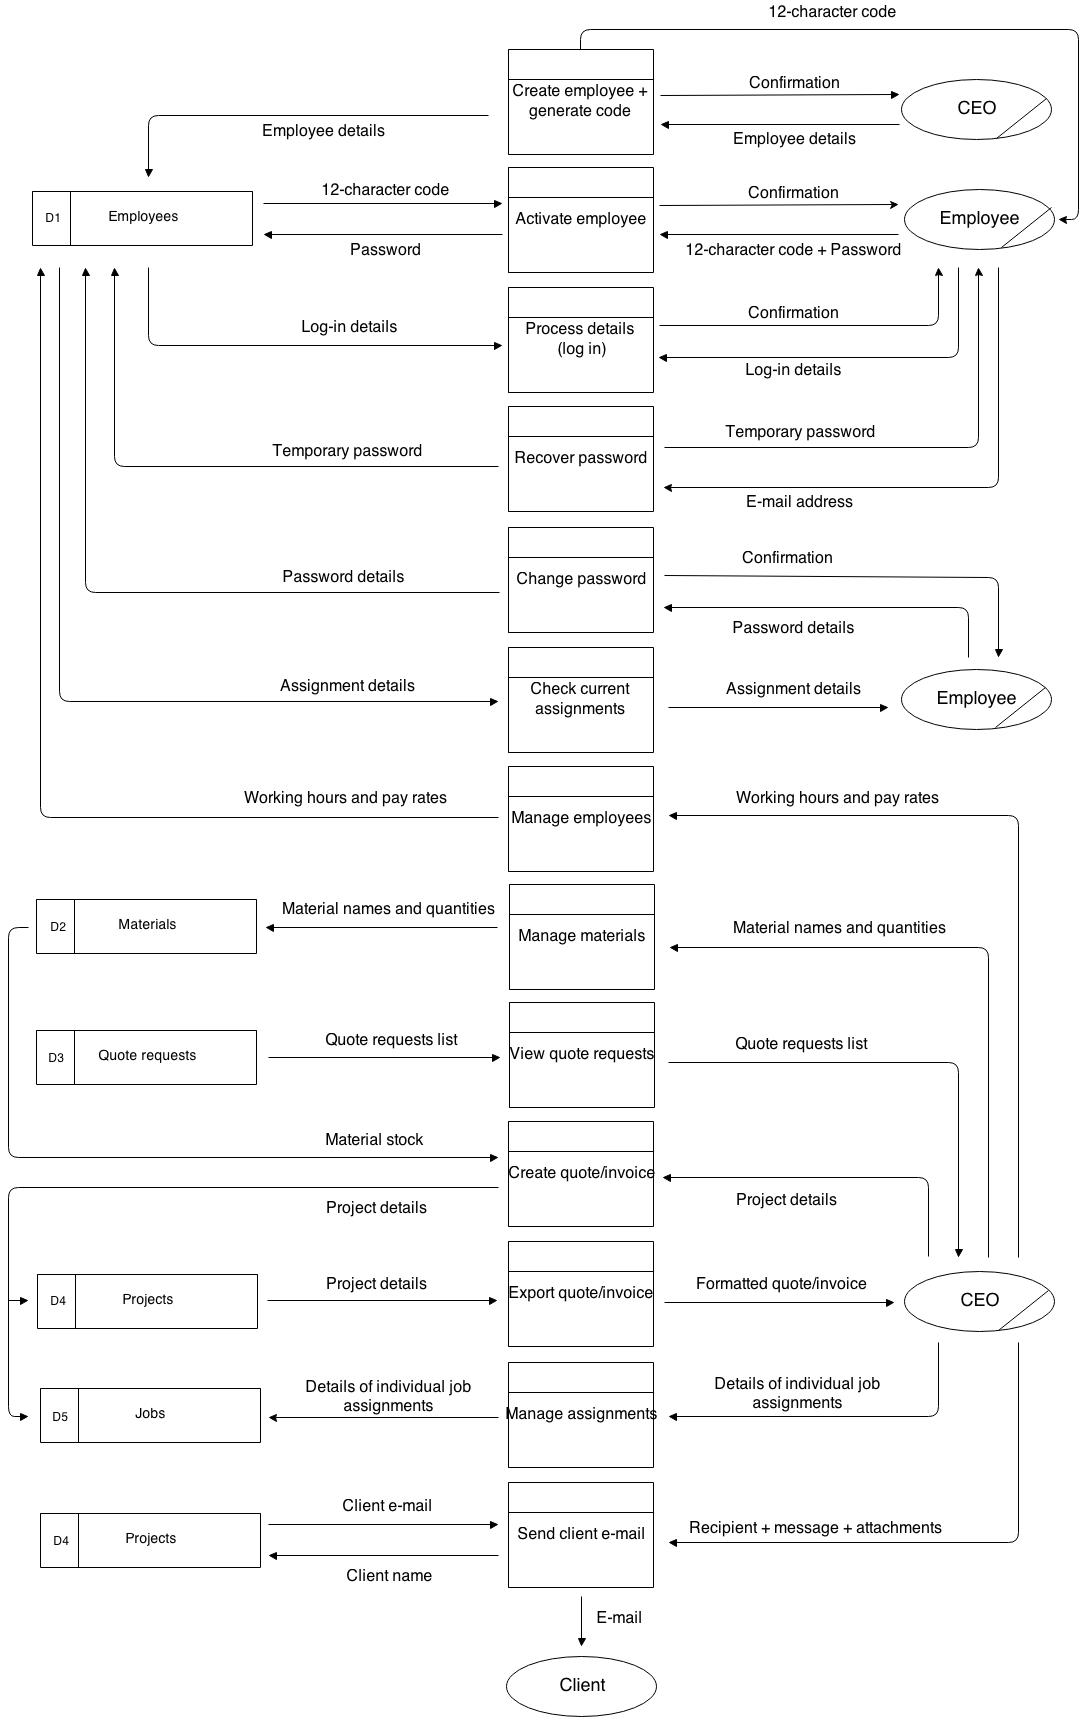 12-character code
Create employee +
generate code
Confirmation
CEO
Employee details
Employee details
D1
Employees
12-character code
Password
Activate employee
Confirmation
12-character code + Password
Employee
Log-in details
Process details
(log in)
Confirmation
Log-in details
Temporary password
Recover password
Temporary password
E-mail address
Password details
Change password
Confirmation
Password details
Assignment details
Check current
assignments
Assignment details
Employee
Working hours and pay rates
Manage employees
Working hours and pay rates
D2
Materials
Material names and quantities
Manage materials
Material names and quantities
D3
Quote requests
Quote requests list
View quote requests
Quote requests list
Material stock
Create quote/invoice
Project details
Project details
D4
Projects
Project details
Export quote/invoice
Formatted quote/invoice
CEO
D5
Jobs
Details of individual job
assignments
Manage assignments
Details of individual job
assignments
D4
Projects
Client e-mail
Client name
Send client e-mail
Recipient + message + attachments
E-mail
Client